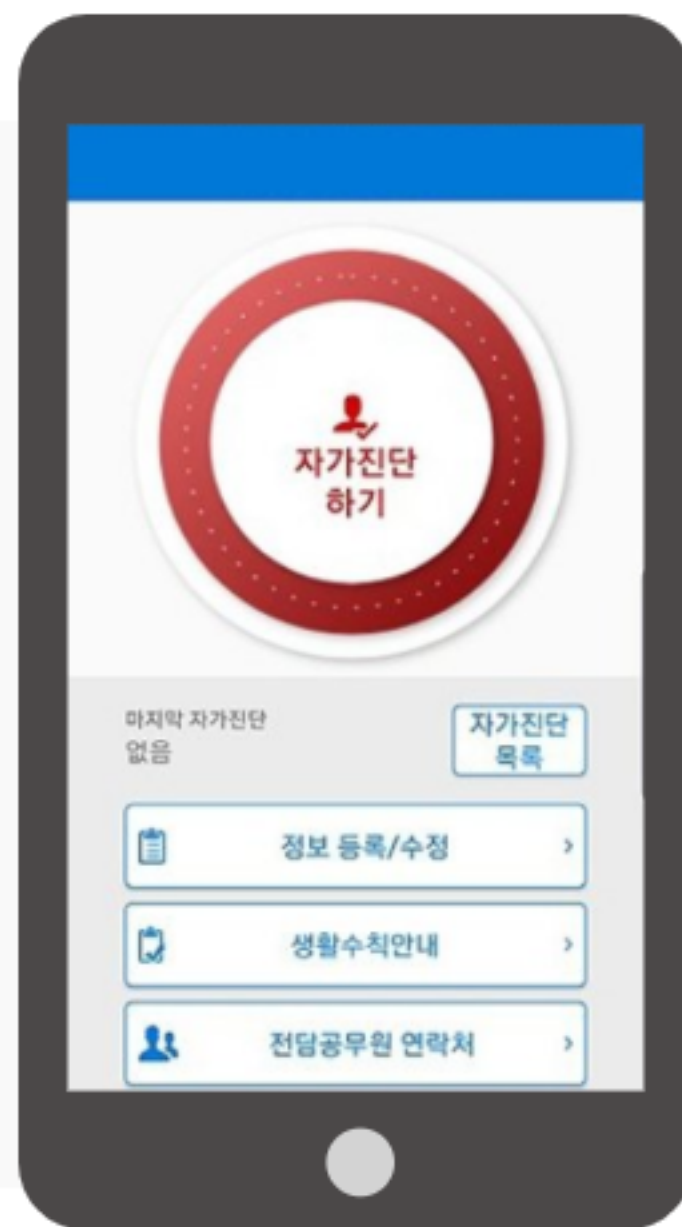 자가진단
하기
마지막 자가진단
없음
자가진단
목록
정보 등록/수정
생활수칙안내
전담공무원 연락처